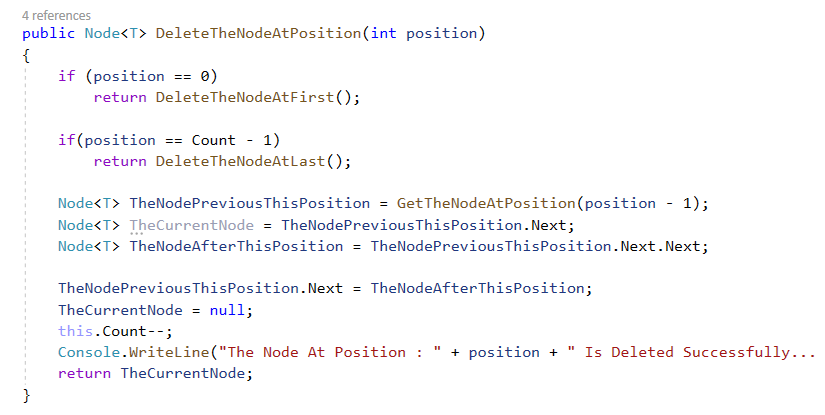 4 references
public Node<T> DeleteTheNodeAtPosition(int position)
{
if (position == 0)
return DeleteTheNodeAtFirst();
if(position == Count - 1)
return DeleteTheNodeAtLast();
Node<T> TheNodePreviousThisPosition = GetTheNodeAtPosition(position - 1);
Node<T> TheCurrentNode = TheNodePreviousThisPosition.Next;
Node<T> TheNodeAfterThisPosition = TheNodePreviousThisPosition.Next.Next;
TheNodePreviousThisPosition.Next = TheNodeAfterThisPosition;
TheCurrentNode = null;
this.Count--;
Console.WriteLine("The Node At Position : " + position + " Is Deleted Successfully...
return TheCurrentNode;
}